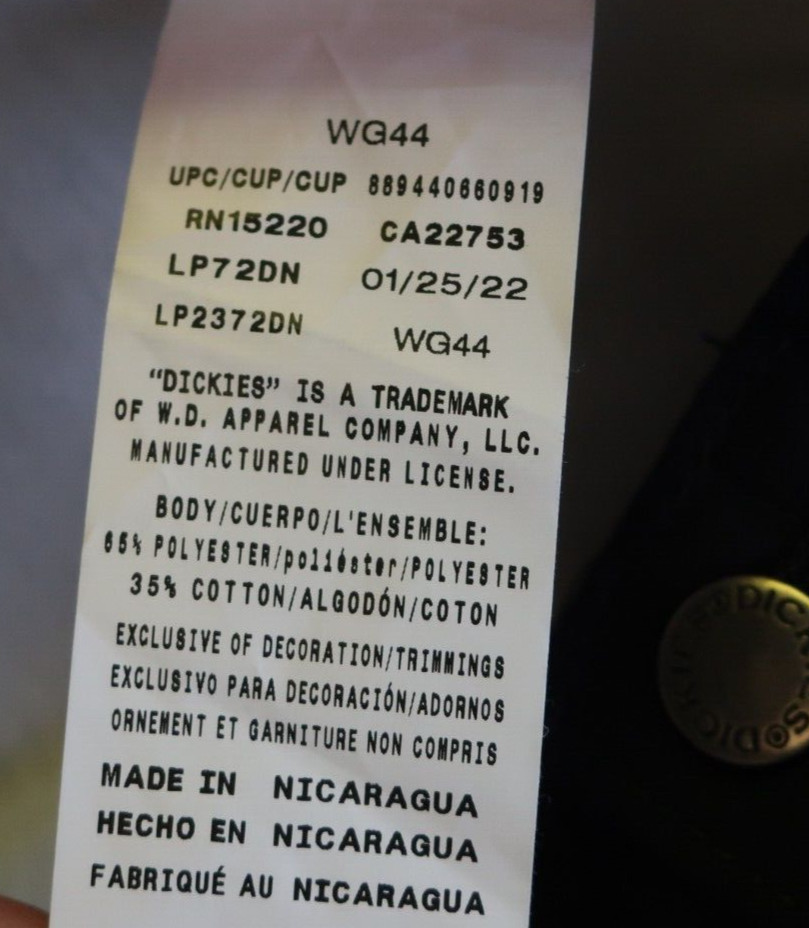 WG44
UPC/CUP/CUP 889440660919
RN15220 CA22753
LP72DN 01/25/22
LP2372DN WG44
“DICKIES” IS A TRADEMARK
OF W.D. APPAREL COMPANY, LLC.
MANUFACTURED UNDER LICENSE.
BODY/CUERPO/L'ENSEMBLE:
65% POLYESTER/poliéster/POLYESTER
35% COTTON/ALGODÓN/COTON
EXCLUSIVE OF DECORATION/TRIMMINGS
EXCLUSIVO PARA DECORACIÓN/ADORNOS
ORNEMENT ET GARNITURE NON COMPRIS
MADE IN NICARAGUA
HECHO EN NICARAGUA
FABRIQUÉ AU NICARAGUA
DICKIES